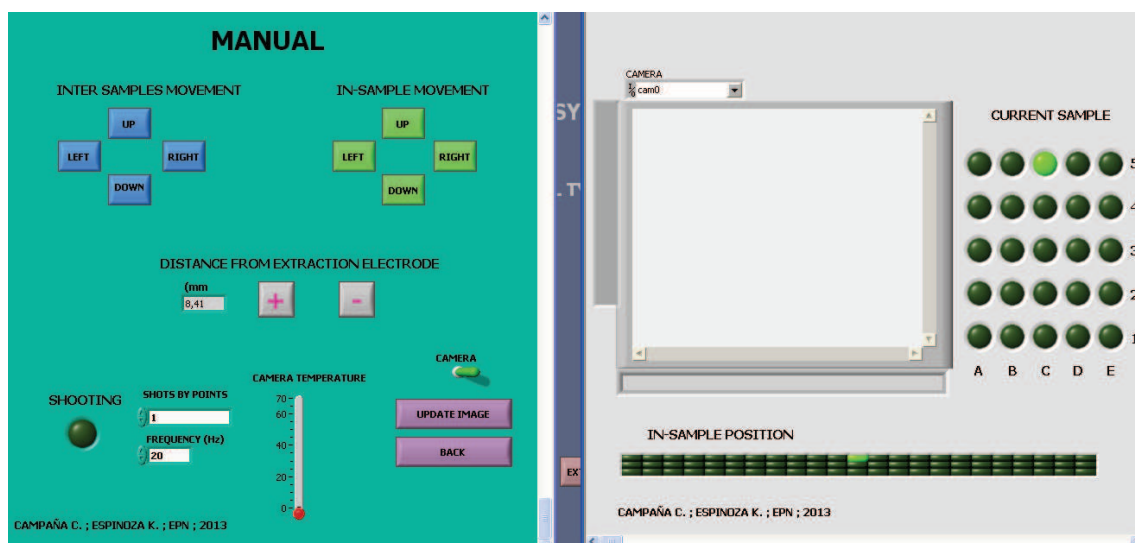 MANUAL
INTER SAMPLES MOVEMENT
UP
LEFT
RIGHT
DOWN
IN-SAMPLE MOVEMENT
UP
LEFT
RIGHT
DOWN
DISTANCE FROM EXTRACTION ELECTRODE
(mm
8,41
+
-
CAMERA
SHOOTING
SHOTS BY POINTS
1
FREQUENCY (Hz)
20
CAMERA TEMPERATURE
70
60
40
20
0
UPDATE IMAGE
BACK
CAMPAÑA C. ; ESPINOZA K. ; EPN ; 2013
SY
EX
CAMERA
cam0
CURRENT SAMPLE
5
4
3
2
1
A B C D E
IN-SAMPLE POSITION
CAMPAÑA C. ; ESPINOZA K. ; EPN ; 2013